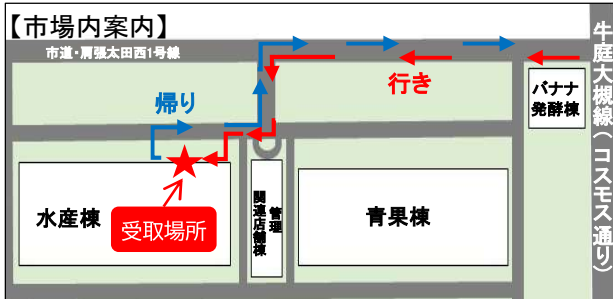 【市場内案内】
市道・肩張太田西1号線
帰り
行き
バナナ
発酵棟
牛庭大槻線(コスモス通り)
水産棟
受取場所
管理
関連店舗棟
青果棟